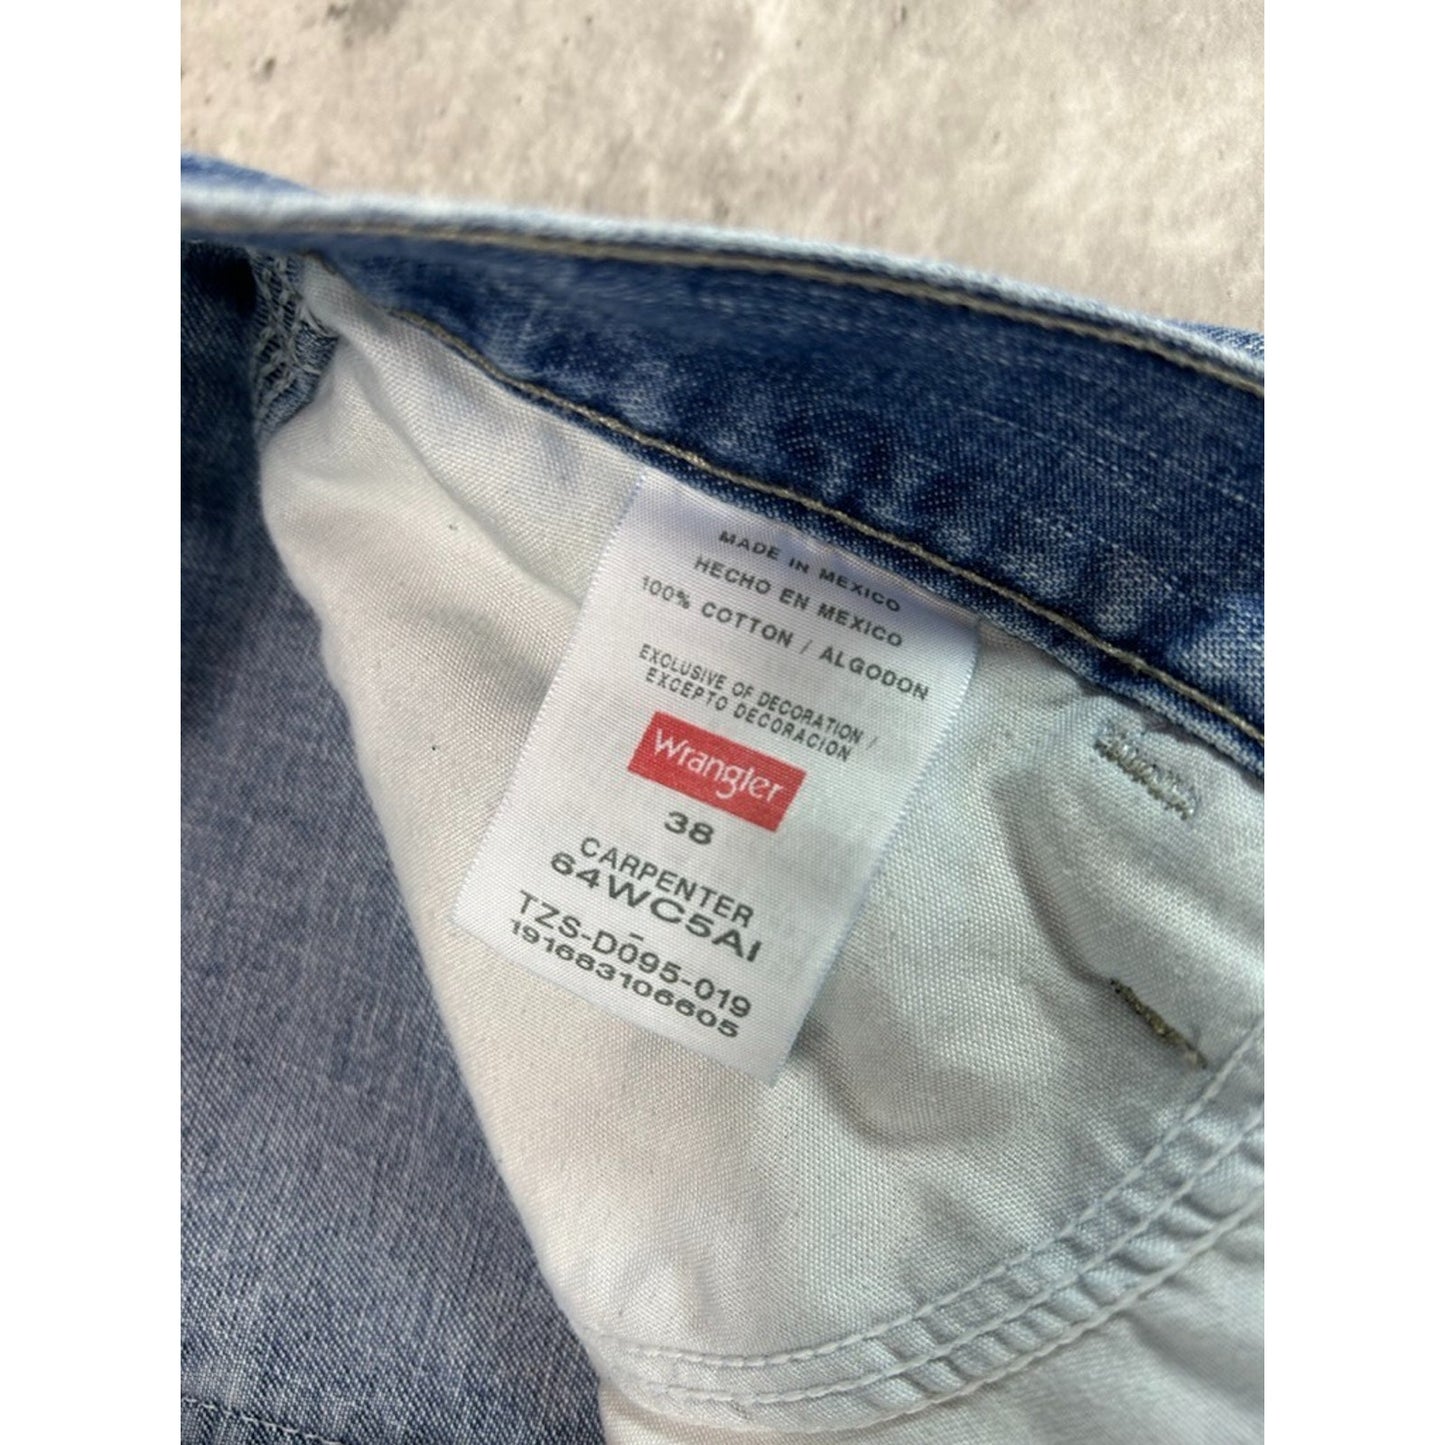 MADE IN MEXICO
HECHO EN MEXICO
100% COTTON / ALGODON
EXCLUSIVE OF DECORATION /
EXCEPTO DECORACION
Wrangler
38
CARPENTER
64WC5AI
-
TZS-D095-019
191683106605